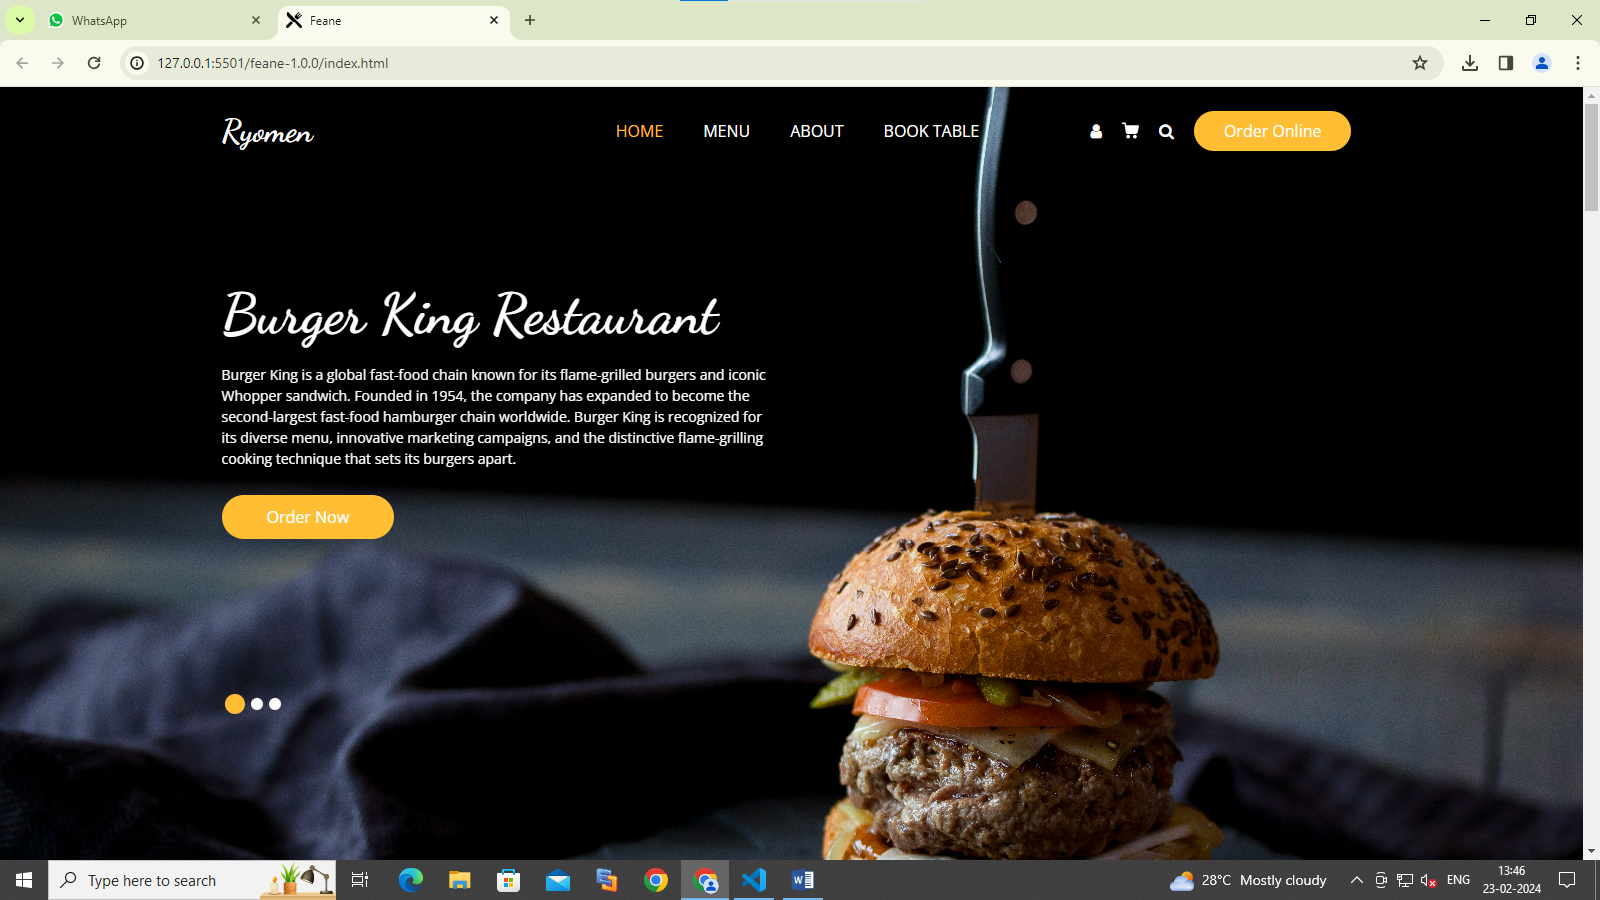 WhatsApp
Feane
127.0.0.1:5501/feane-1.0.0/index.html
Ryomen
HOME
MENU
ABOUT
BOOK TABLE
Order Online
Burger King Restaurant
Burger King is a global fast-food chain known for its flame-grilled burgers and iconic
Whopper sandwich. Founded in 1954, the company has expanded to become the
second-largest fast-food hamburger chain worldwide. Burger King is recognized for
its diverse menu, innovative marketing campaigns, and the distinctive flame-grilling
cooking technique that sets its burgers apart.
Order Now
Type here to search
28°C Mostly cloudy
ENG
13:46
23-02-2024